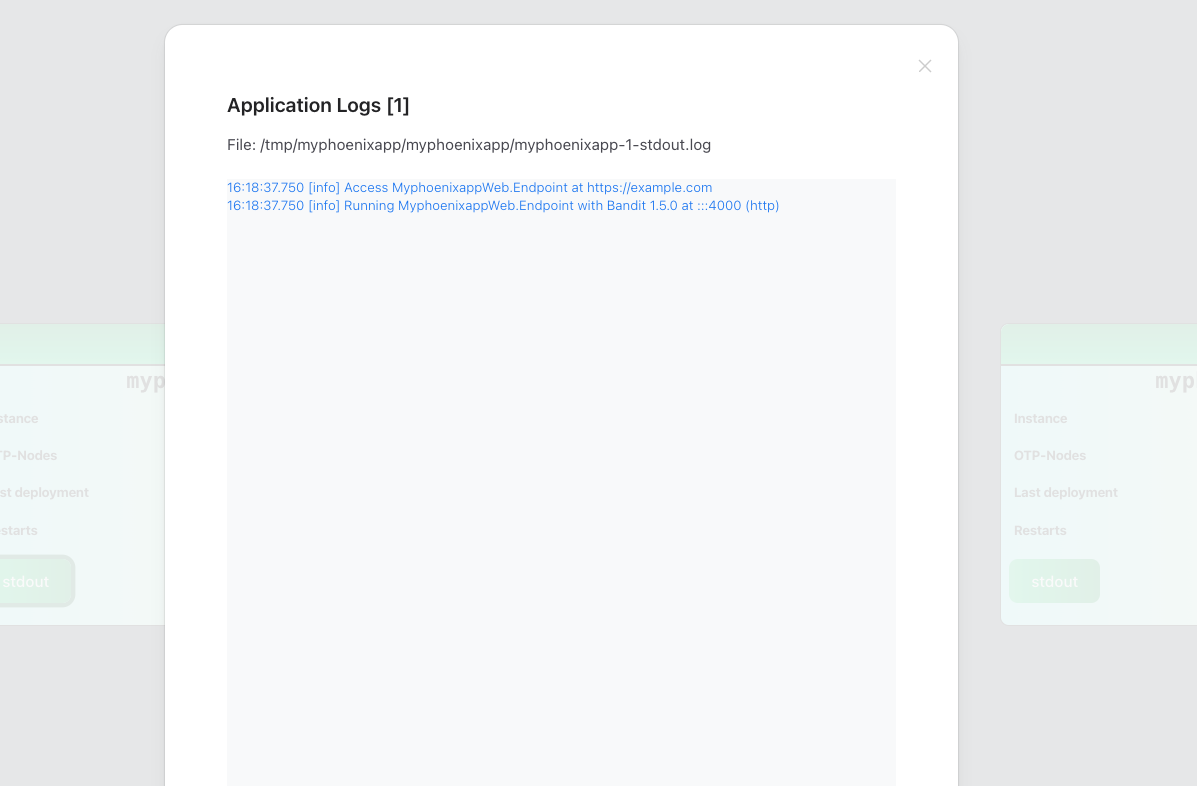 Application Logs [1]
File: /tmp/myphoenixapp/myphoenixapp/myphoenixapp-1-stdout.log
16:18:37.750 [info] Access MyphoenixappWeb.Endpoint at https://example.com
16:18:37.750 [info] Running MyphoenixappWeb.Endpoint with Bandit 1.5.0 at :::4000 (http)
myp
stance
TP-Nodes
st deployment
starts
stdout
myp
Instance
OTP-Nodes
Last deployment
Restarts
stdout